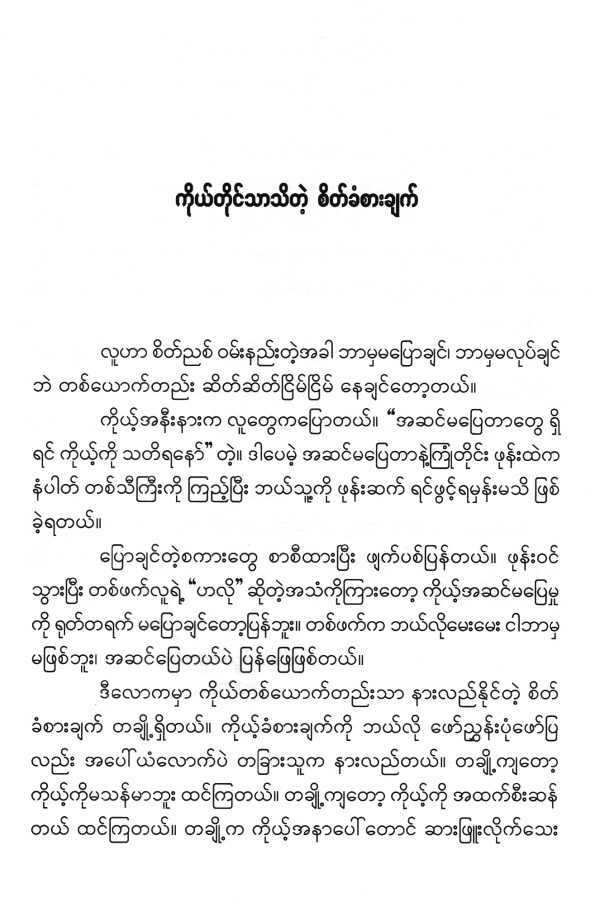 ကိုယ်တိုင်သာသိတဲ့ စိတ်ခံစားချက်
လူဟာ စိတ်ညစ် ဝမ်းနည်းတဲ့အခါ ဘာမှမပြောချင်၊ ဘာမှမလုပ်ချင်
ဘဲ တစ်ယောက်တည်း ဆိတ်ဆိတ်ငြိမ်ငြိမ် နေချင်တော့တယ်။
ကိုယ့်အနီးနားက လူတွေကပြောတယ်။ “အဆင်မပြေတာတွေ ရှိ
ရင် ကိုယ့်ကို သတိရနော်” တဲ့။ ဒါပေမဲ့ အဆင်မပြေတာနဲ့ကြုံတိုင်း ဖုန်းထဲက
နံပါတ် တစ်သီကြီးကို ကြည့်ပြီး ဘယ်သူ့ကို ဖုန်းဆက် ရင်ဖွင့်ရမှန်းမသိ ဖြစ်
ခဲ့ရတယ်။
ပြောချင်တဲ့စကားတွေ စာစီထားပြီး ဖျက်ပစ်ပြန်တယ်။ ဖုန်းဝင်
သွားပြီး တစ်ဖက်လူရဲ့ “ဟလို” ဆိုတဲ့အသံကိုကြားတော့ ကိုယ့်အဆင်မပြေမှု
ကို ရုတ်တရက် မပြောချင်တော့ပြန်ဘူး။ တစ်ဖက်က ဘယ်လိုမေးမေး ငါဘာမှ
မဖြစ်ဘူး၊ အဆင်ပြေတယ်ပဲ ပြန်ဖြေဖြစ်တယ်။
ဒီလောကမှာ ကိုယ်တစ်ယောက်တည်းသာ နားလည်နိုင်တဲ့ စိတ်
ခံစားချက် တချို့ရှိတယ်။ ကိုယ့်ခံစားချက်ကို ဘယ်လို ဖော်ညွှန်းပုံဖော်ပြ
လည်း အပေါ်ယံလောက်ပဲ တခြားသူက နားလည်တယ်။ တချို့ကျတော့
ကိုယ့်ကိုမသန်မာဘူး ထင်ကြတယ်။ တချို့ကျတော့ ကိုယ့်ကို အထက်စီးဆန်
တယ် ထင်ကြတယ်။ တချို့က ကိုယ့်အနာပေါ်တောင် ဆားဖြူးလိုက်သေး